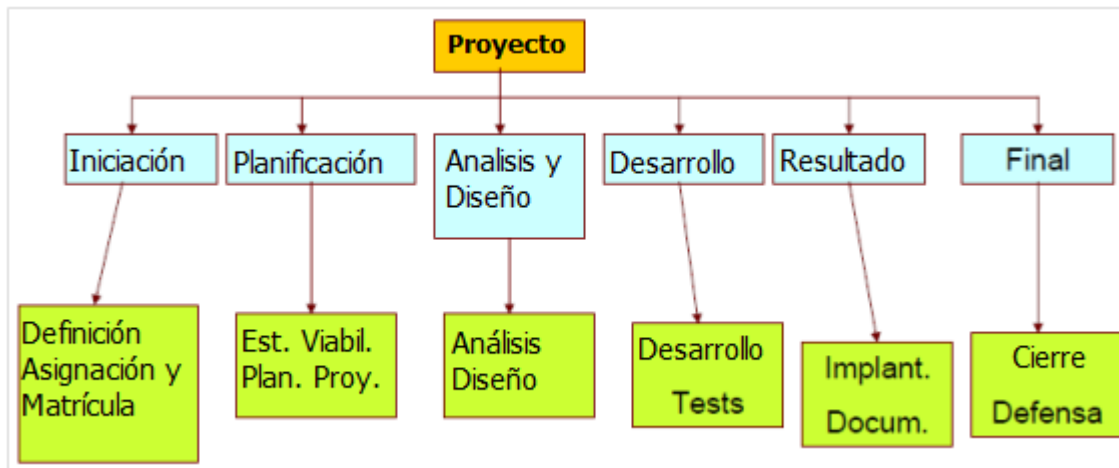 Proyecto
Iniciación
Planificación
Analisis y
Diseño
Desarrollo
Resultado
Final
Definición
Asignación y
Matrícula
Est. Viabil.
Plan. Proy.
Análisis
Diseño
Desarrollo
Tests
Implant.
Docum.
Cierre
Defensa